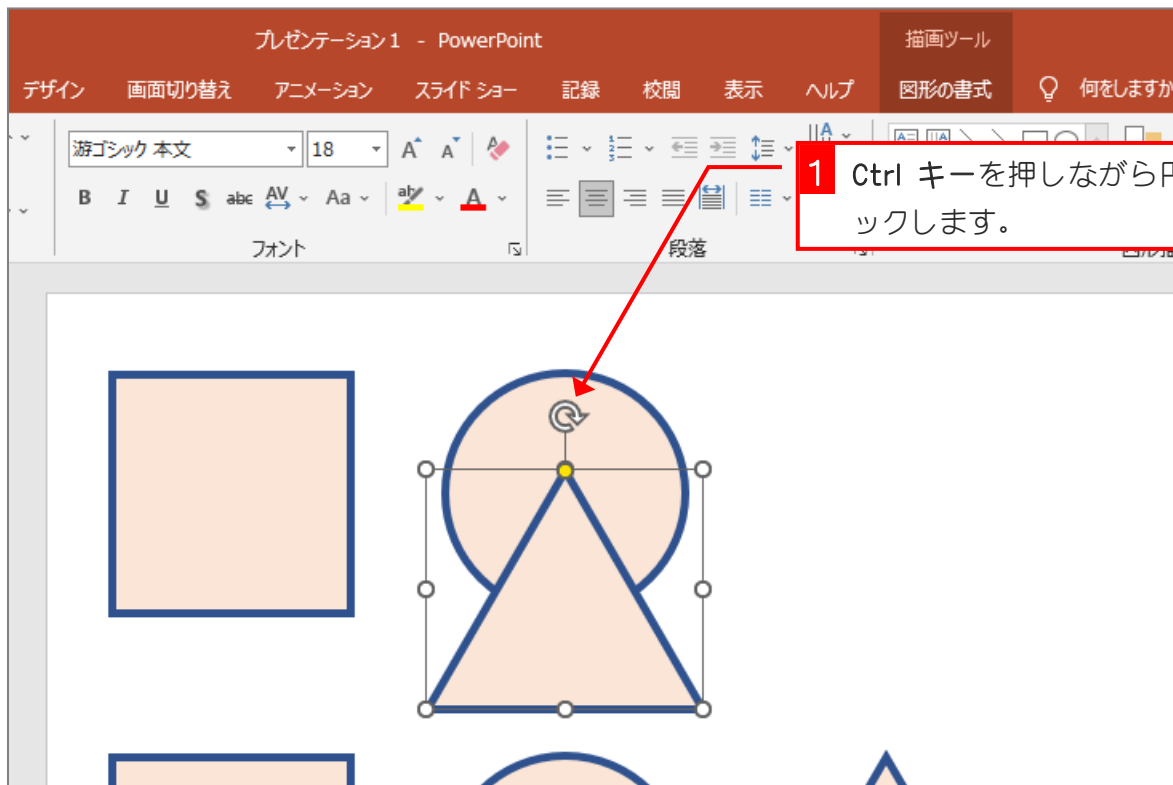 プレゼンテーション1 - PowerPoint
描画ツール
デザイン 画面切り替え アニメーション スライド ショー 記録 校閲 表示 ヘルプ 図形の書式 何をしますか
游ゴシック 本文 18 A A A
B I U S abc AV Aa ab A
フォント 段落
1 Ctrl キーを押しながら円
ックします。